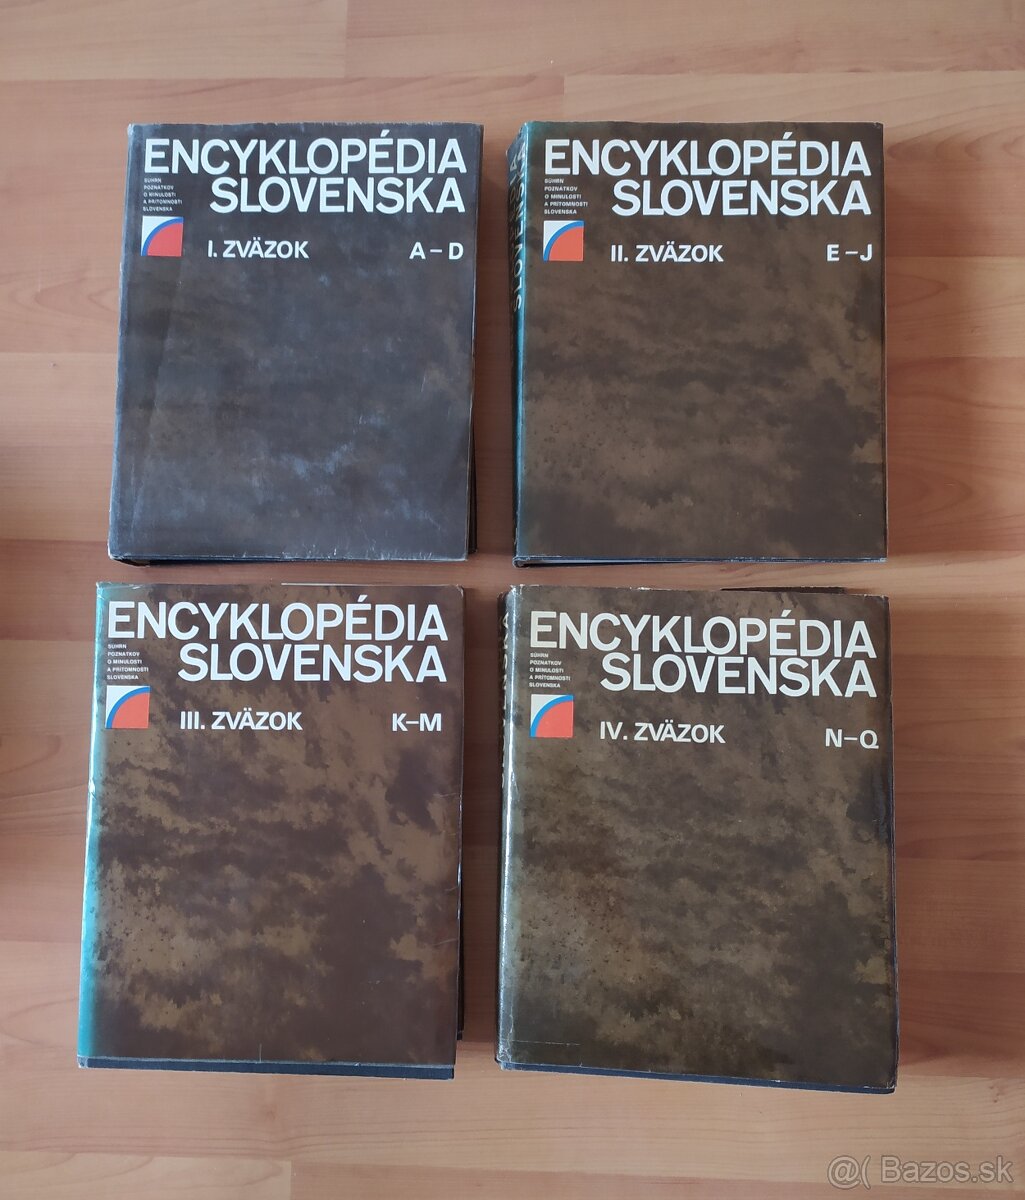 ENCYKLOPÉDIA
SLOVENSKA
SÚHRN
POZNATKOV
O MINULOSTI
A PRÍTOMNOSTI
SLOVENSKA
I. ZVÄZOK A – D
ENCYKLOPÉDIA
SLOVENSKA
SÚHRN
POZNATKOV
O MINULOSTI
A PRÍTOMNOSTI
SLOVENSKA
II. ZVÄZOK E – J
ENCYKLOPÉDIA
SLOVENSKA
SÚHRN
POZNATKOV
O MINULOSTI
A PRÍTOMNOSTI
SLOVENSKA
III. ZVÄZOK K–M
ENCYKLOPÉDIA
SLOVENSKA
SÚHRN
POZNATKOV
O MINULOSTI
A PRÍTOMNOSTI
SLOVENSKA
IV. ZVÄZOK N–Q
@( Bazos.sk